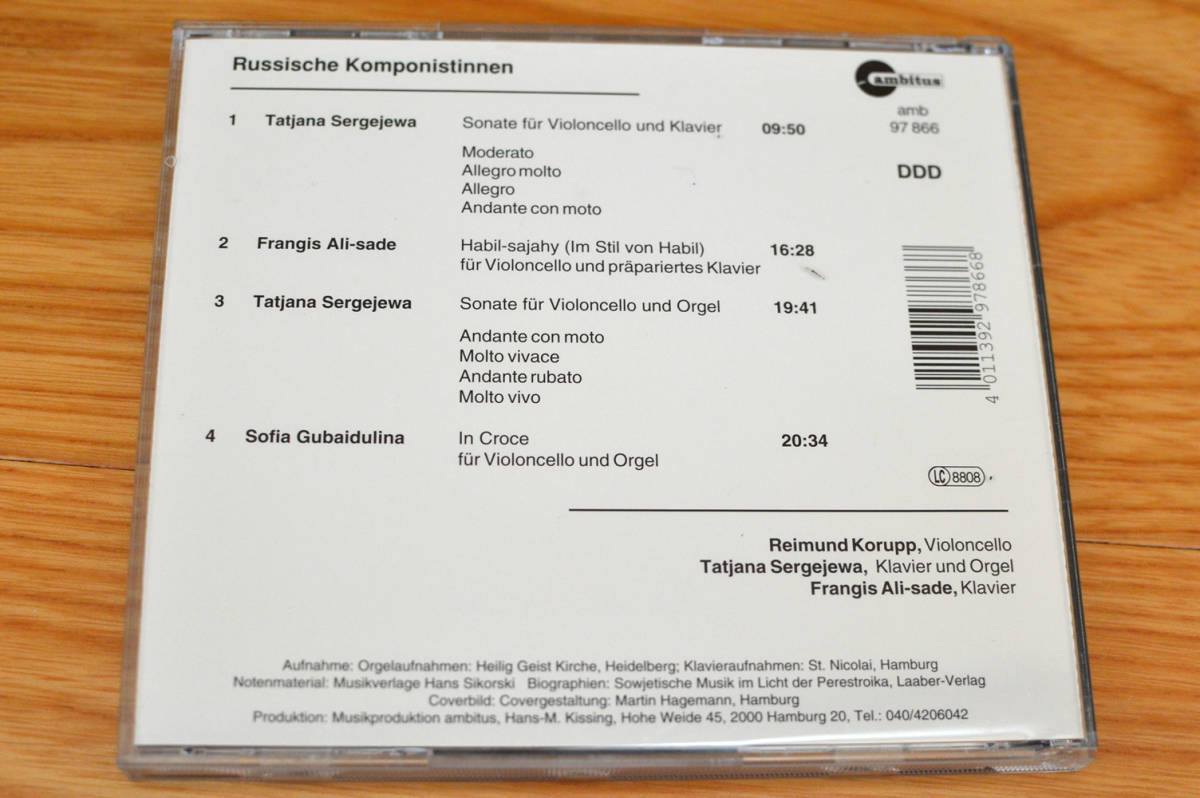 Russische Komponistinnen
ambitus
amb
97 866
DDD
1 Tatjana Sergejewa Sonate für Violoncello und Klavier 09:50
Moderato
Allegro molto
Allegro
Andante con moto
2 Frangis Ali-sade Habil-sajahy (Im Stil von Habil) 16:28
für Violoncello und präpariertes Klavier
3 Tatjana Sergejewa Sonate für Violoncello und Orgel 19:41
Andante con moto
Molto vivace
Andante rubato
Molto vivo
4 011392 978668
4 Sofia Gubaidulina In Croce 20:34
für Violoncello und Orgel
LC 8808
Reimund Korupp, Violoncello
Tatjana Sergejewa, Klavier und Orgel
Frangis Ali-sade, Klavier
Aufnahme: Orgelaufnahmen: Heilig Geist Kirche, Heidelberg; Klavieraufnahmen: St. Nicolai, Hamburg
Notenmaterial: Musikverlage Hans Sikorski Biographien: Sowjetische Musik im Licht der Perestroika, Laaber-Verlag
Coverbild: Covergestaltung: Martin Hagemann, Hamburg
Produktion: Musikproduktion ambitus, Hans-M. Kissing, Hohe Weide 45, 2000 Hamburg 20, Tel.: 040/4206042